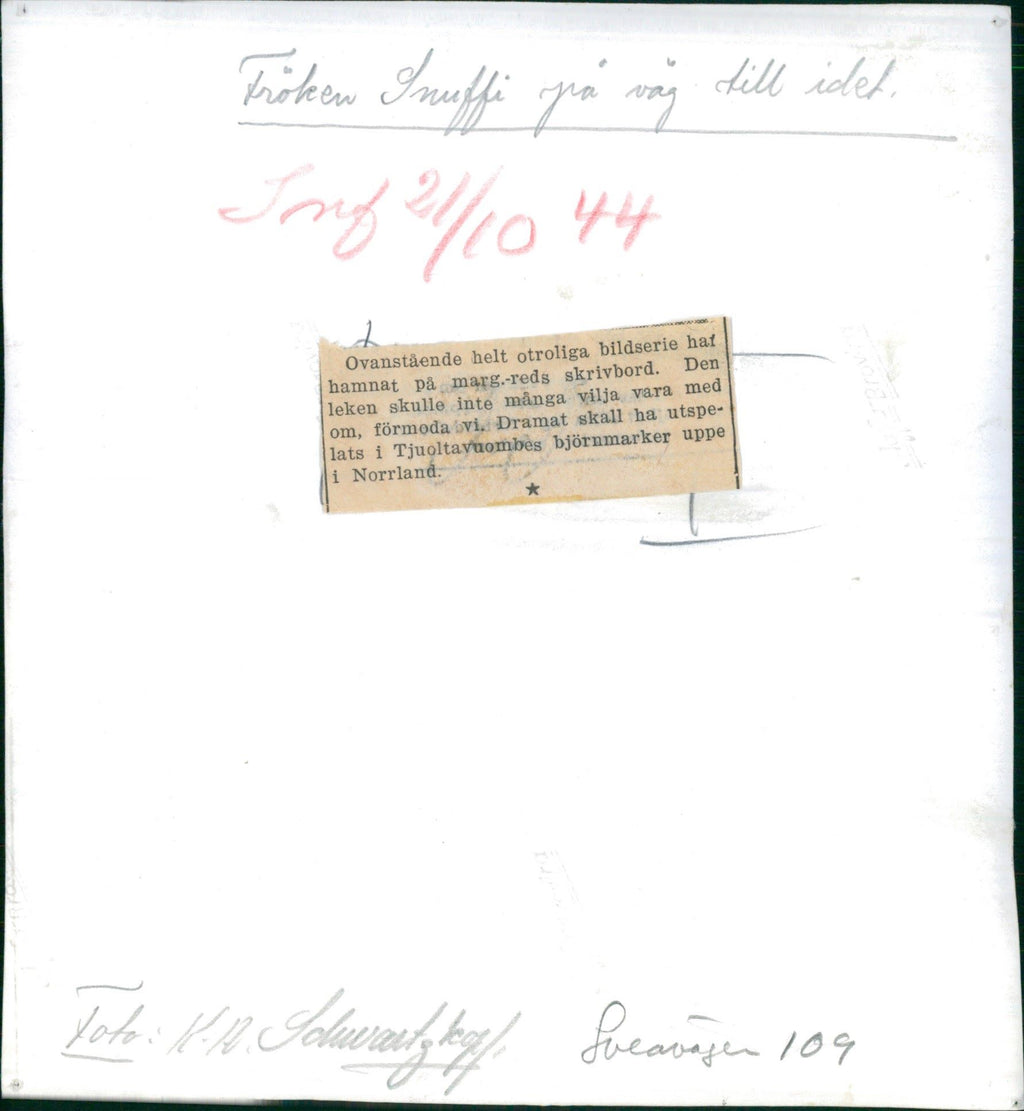 Fröken Snuffi på väg till idet.
Inf 21/10 44
Ovanstående helt otroliga bildserie har
hamnat på marg.-reds skrivbord. Den
leken skulle inte många vilja vara med
om, förmoda vi. Dramat skall ha utspe-
lats i Tjuoltavuombes björnmarker uppe
i Norrland.
★
Foto: K. W. Schwartzkopf.
Sveavägen 109